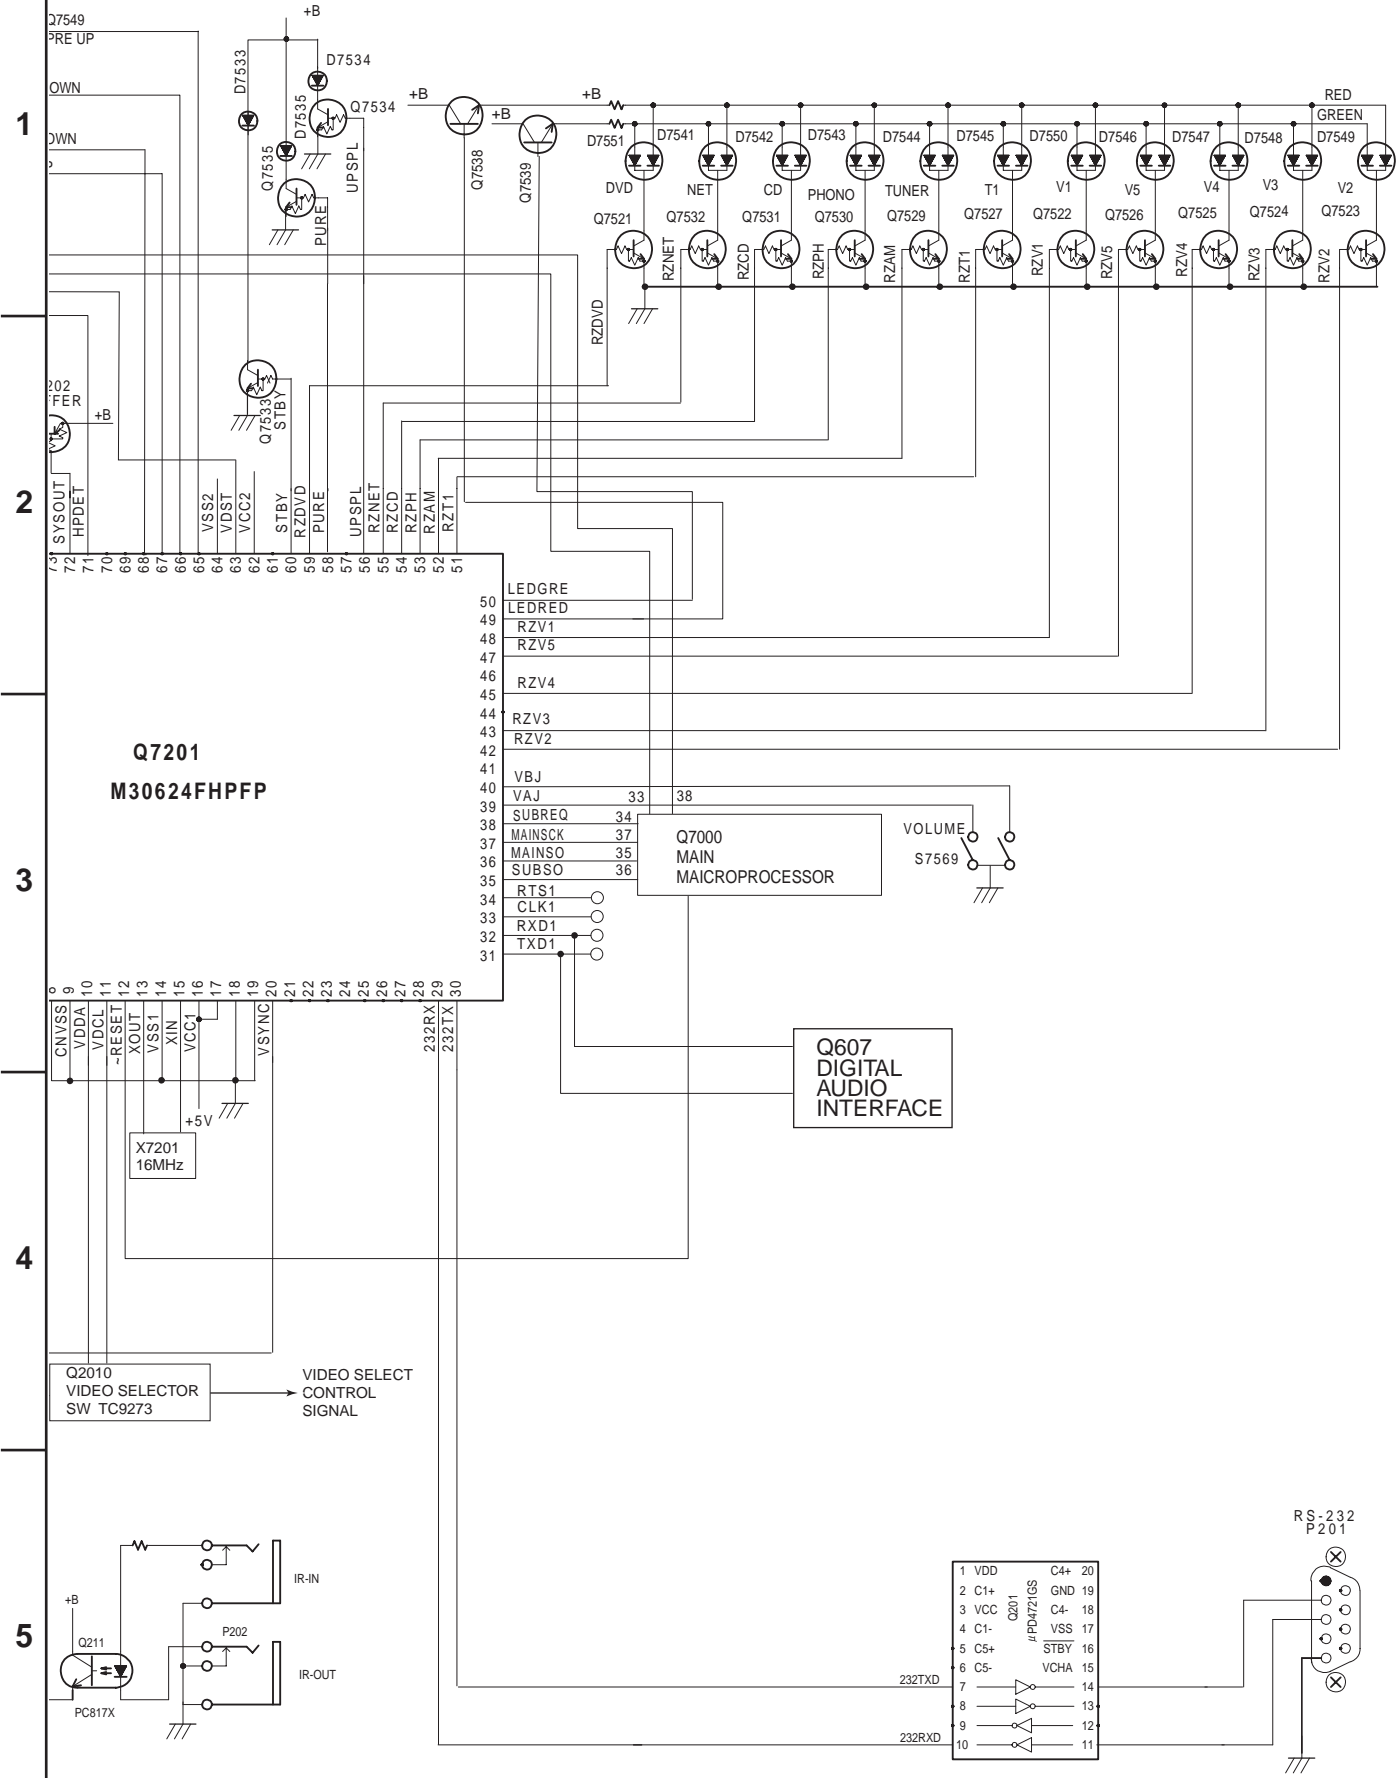 1
2
3
4
5
Q7549
PRE UP
OWN
OWN
+B
D7533
D7534
D7535
Q7534
Q7535
UPSPL
PURE
+B
+B
+B
Q7538
Q7539
RED
GREEN
D7551
D7541
D7542
D7543
D7544
D7545
D7550
D7546
D7547
D7548
D7549
DVD
NET
CD
PHONO
TUNER
T1
V1
V5
V4
V3
V2
Q7521
Q7532
Q7531
Q7530
Q7529
Q7527
Q7522
Q7526
Q7525
Q7524
Q7523
RZDVD
RZNET
RZCD
RZPH
RZAM
RZT1
RZV1
RZV5
RZV4
RZV3
RZV2
202
FFER
+B
Q7533
STBY
SYSOUT
HPDET
VSS2
VDST
VCC2
STBY
RZDVD
PURE
UPSPL
RZNET
RZCD
RZPH
RZAM
RZT1
73
72
71
70
69
68
67
66
65
64
63
62
61
60
59
58
57
56
55
54
53
52
51
50 LEDGRE
49 LEDRED
48 RZV1
47 RZV5
46
45 RZV4
44
43 RZV3
42 RZV2
41
40 VBJ
39 VAJ
38 SUBREQ 34
37 MAINSCK 37
36 MAINSO 35
35 SUBSO 36
34 RTS1
33 CLK1
32 RXD1
31 TXD1
Q7201
M30624FHPFP
33
38
Q7000
MAIN
MAICROPROCESSOR
VOLUME
S7569
8
9
10
11
12
13
14
15
16
17
18
19
20
21
22
23
24
25
26
27
28
29
30
CNVSS
VDDA
VDCL
~RESET
XOUT
VSS1
XIN
VCC1
VSYNC
232RX
232TX
+5V
X7201
16MHz
Q607
DIGITAL
AUDIO
INTERFACE
Q2010
VIDEO SELECTOR
SW TC9273
VIDEO SELECT
CONTROL
SIGNAL
IR-IN
+B
Q211
P202
IR-OUT
PC817X
RS-232
P201
1 VDD C4+ 20
2 C1+ GND 19
3 VCC C4- 18
4 C1- VSS 17
5 C5+ STBY 16
6 C5- VCHA 15
7 14
8 13
9 12
10 11
Q201
µPD4721GS
232TXD
232RXD